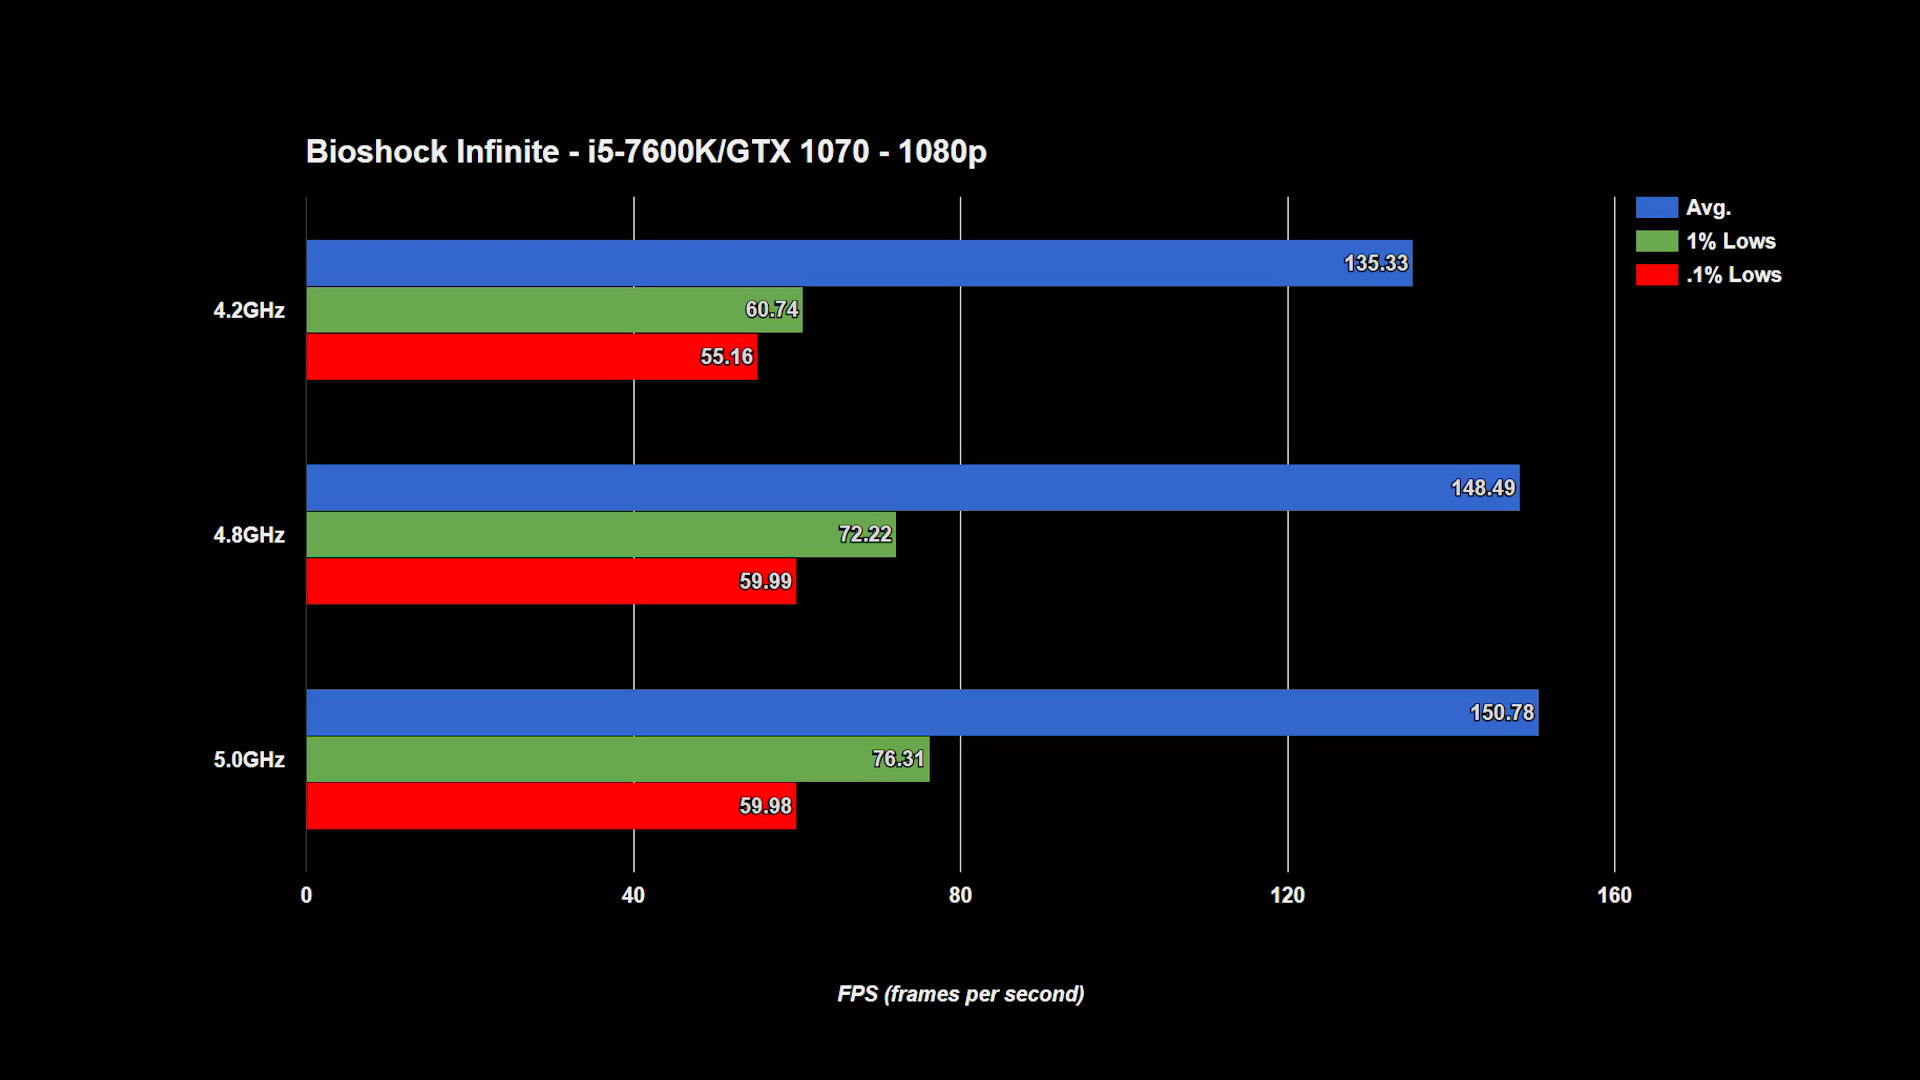 Bioshock Infinite - i5-7600K/GTX 1070 - 1080p
Avg.
1% Lows
.1% Lows
4.2GHz
135.33
60.74
55.16
4.8GHz
148.49
72.22
59.99
5.0GHz
150.78
76.31
59.98
0 40 80 120 160
FPS (frames per second)